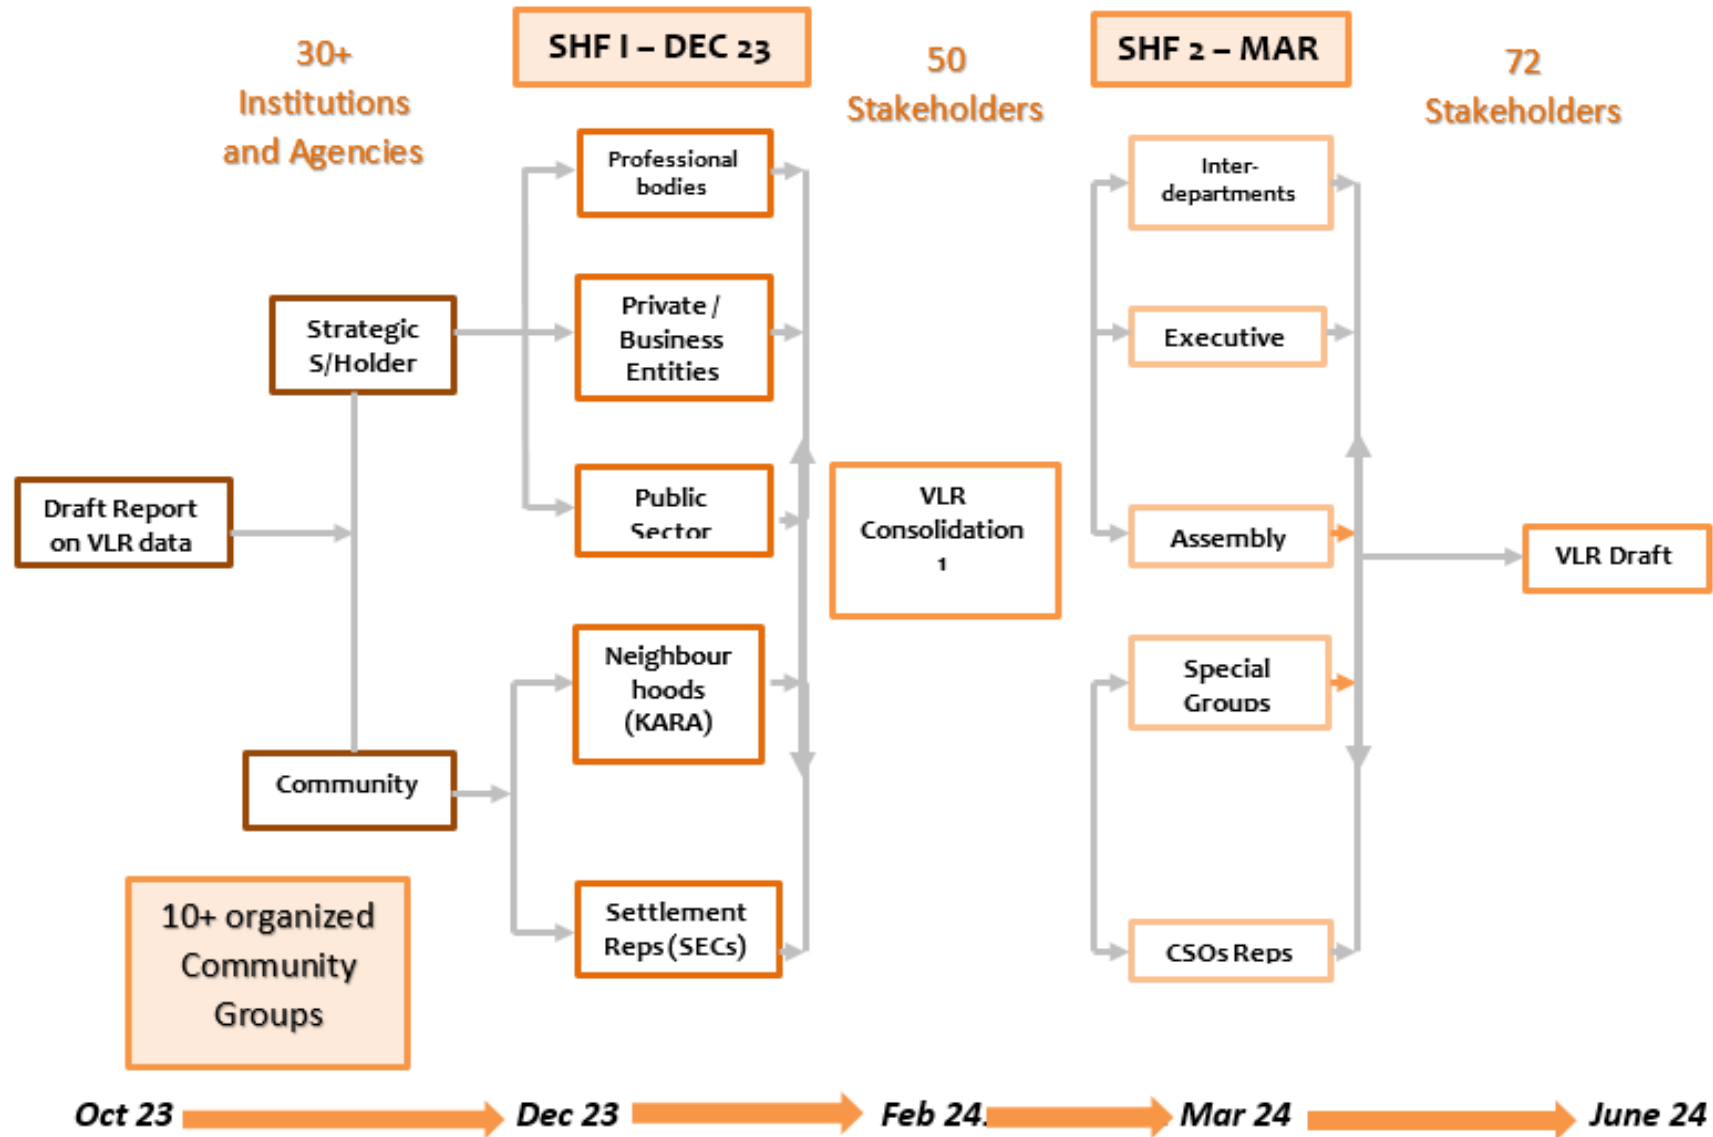 30+
Institutions
and Agencies
SHF I – DEC 23
50
Stakeholders
SHF 2 – MAR
72
Stakeholders
Professional
bodies
Inter-
departments
Strategic
S/Holder
Private /
Business
Entities
Executive
Draft Report
on VLR data
Public
Sector
VLR
Consolidation
1
Assembly
VLR Draft
Neighbour
hoods
(KARA)
Special
Groups
Community
Settlement
Reps (SECs)
CSOs Reps
10+ organized
Community
Groups
Oct 23
Dec 23
Feb 24.
Mar 24
June 24